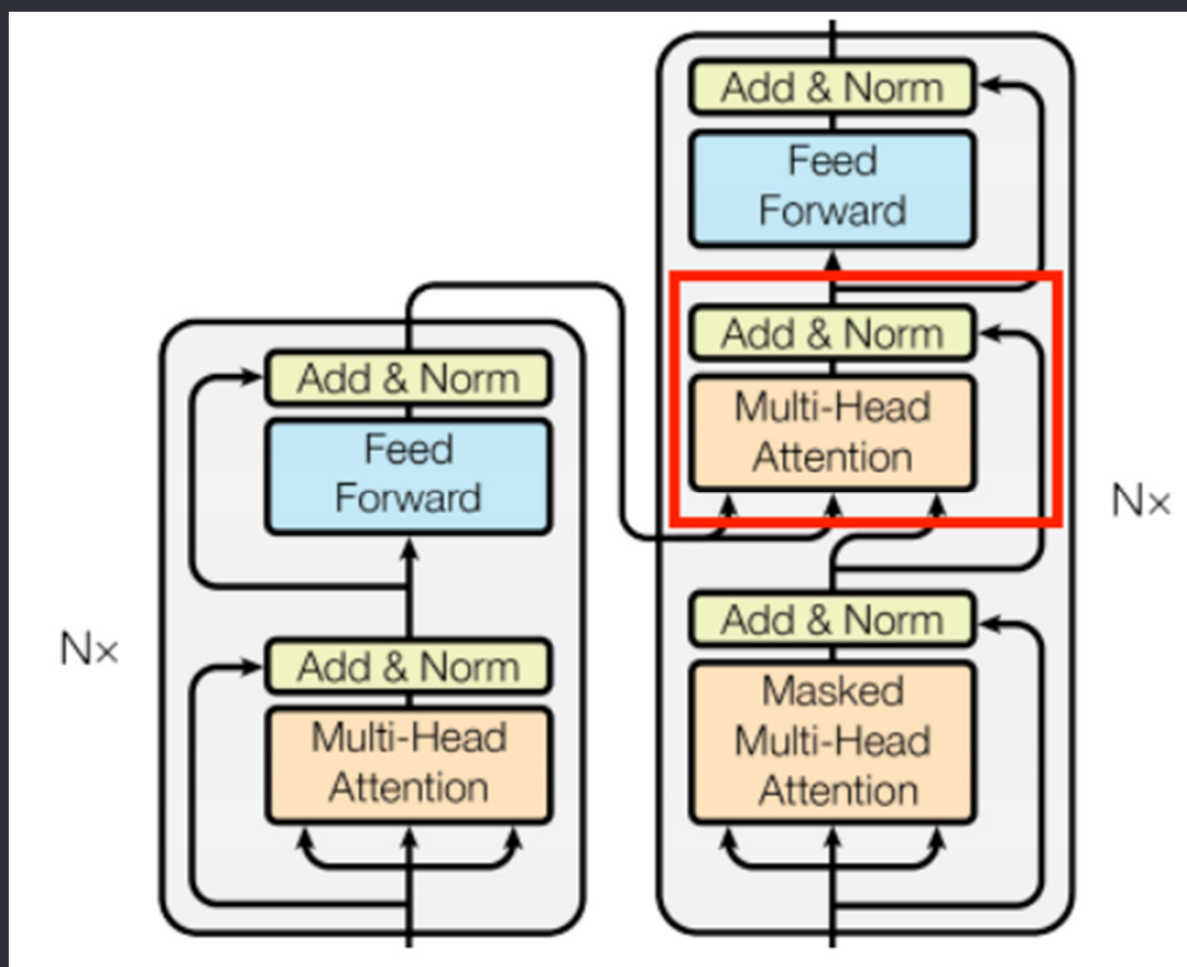 Nx
Add & Norm
Feed
Forward
Add & Norm
Multi-Head
Attention
Add & Norm
Feed
Forward
Add & Norm
Multi-Head
Attention
Add & Norm
Masked
Multi-Head
Attention
Nx